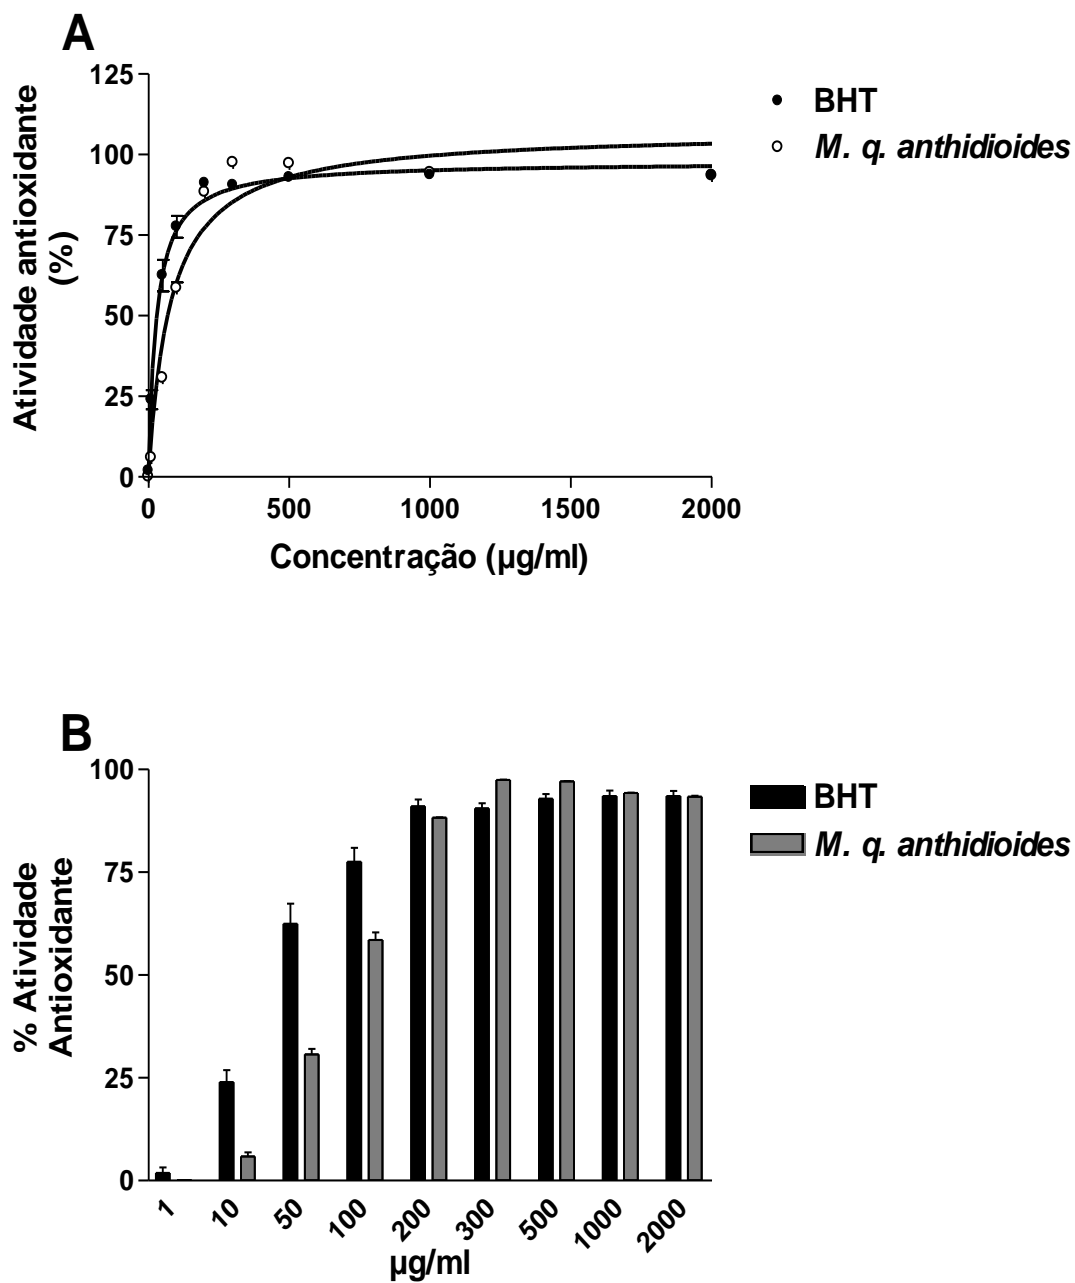 A
125
100
75
50
25
0
Atividade antioxidante
(%)
0 500 1000 1500 2000
Concentração (µg/ml)
BHT
M. q. anthidioides
B
100
75
50
25
0
% Atividade
Antioxidante
1 10 50 100 200 300 500 1000 2000
µg/ml
BHT
M. q. anthidioides